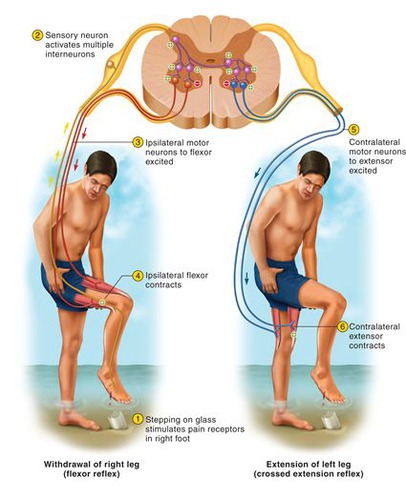 2 Sensory neuron
activates multiple
interneurons
3 Ipsilateral motor
neurons to flexor
excited
5
Contralateral
motor neurons
to extensor
excited
4 Ipsilateral flexor
contracts
6 Contralateral
extensor
contracts
1 Stepping on glass
stimulates pain receptors
in right foot
Withdrawal of right leg
(flexor reflex)
Extension of left leg
(crossed extension reflex)